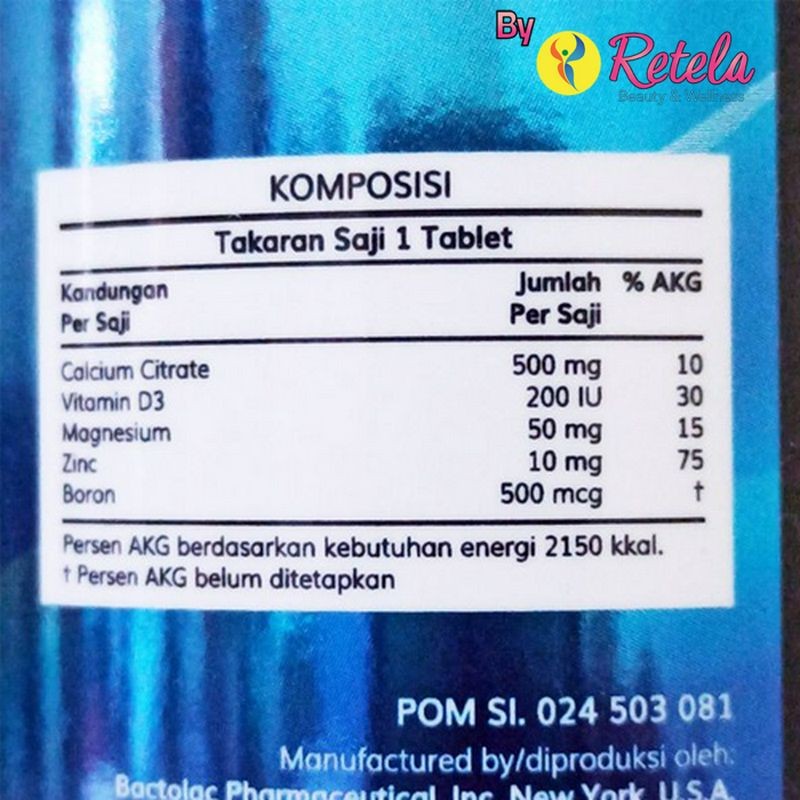 By
Retela
Beauty & Wellness
KOMPOSISI
Takaran Saji 1 Tablet
Kandungan Per Saji Jumlah Per Saji % AKG
Calcium Citrate 500 mg 10
Vitamin D3 200 IU 30
Magnesium 50 mg 15
Zinc 10 mg 75
Boron 500 mcg †
Persen AKG berdasarkan kebutuhan energi 2150 kkal.
† Persen AKG belum ditetapkan
POM SI. 024 503 081
Manufactured by/diproduksi oleh:
Bactolac Pharmaceutical, Inc. New York, U.S.A.